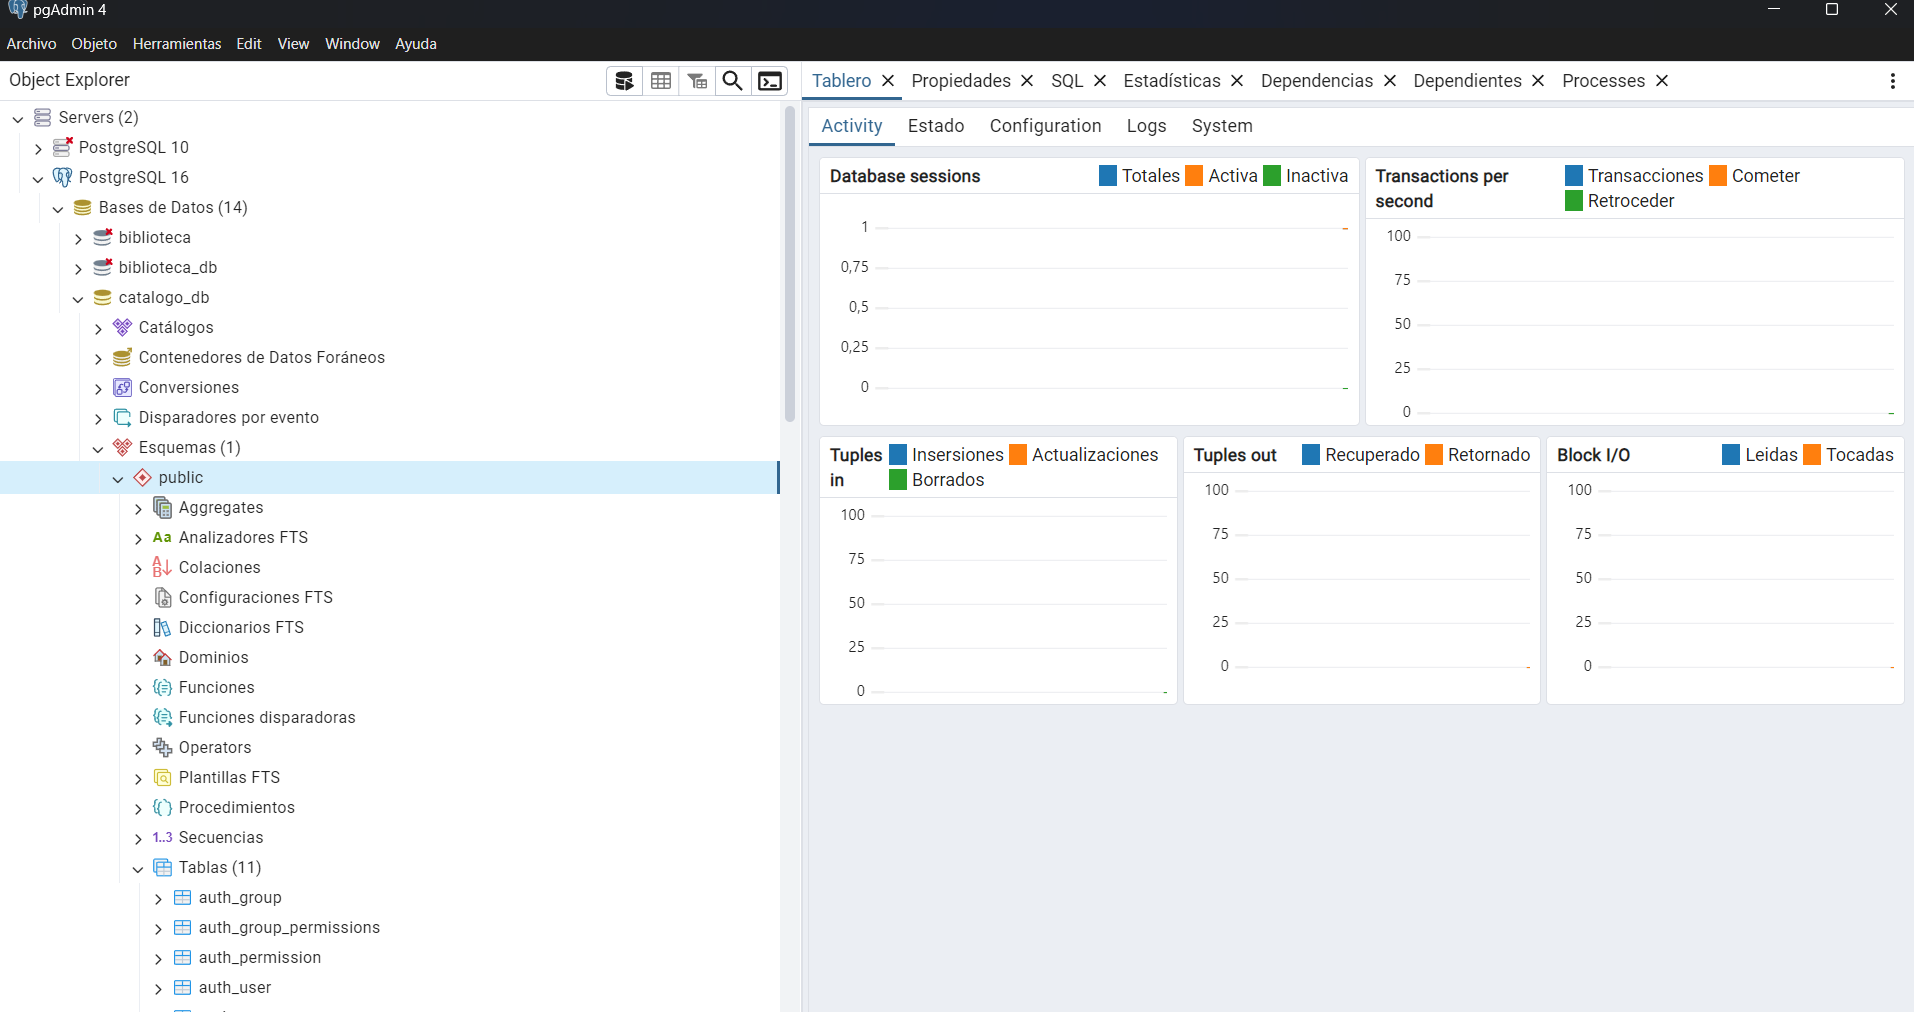 pgAdmin 4
Archivo Objeto Herramientas Edit View Window Ayuda
Object Explorer
Servers (2)
PostgreSQL 10
PostgreSQL 16
Bases de Datos (14)
biblioteca
biblioteca_db
catalogo_db
Catálogos
Contenedores de Datos Foráneos
Conversiones
Disparadores por evento
Esquemas (1)
public
Aggregates
Aa Analizadores FTS
Colaciones
Configuraciones FTS
Diccionarios FTS
Dominios
Funciones
Funciones disparadoras
Operators
Plantillas FTS
Procedimientos
1..3 Secuencias
Tablas (11)
auth_group
auth_group_permissions
auth_permission
auth_user
Tablero Propiedades SQL Estadísticas Dependencias Dependientes Processes
Activity Estado Configuration Logs System
Database sessions Totales Activa Inactiva
1
0,75
0,5
0,25
0
Transactions per second Transacciones Cometer Retroceder
100
75
50
25
0
Tuples in Insersiones Actualizaciones Borrados
100
75
50
25
0
Tuples out Recuperado Retornado
100
75
50
25
0
Block I/O Leidas Tocadas
100
75
50
25
0